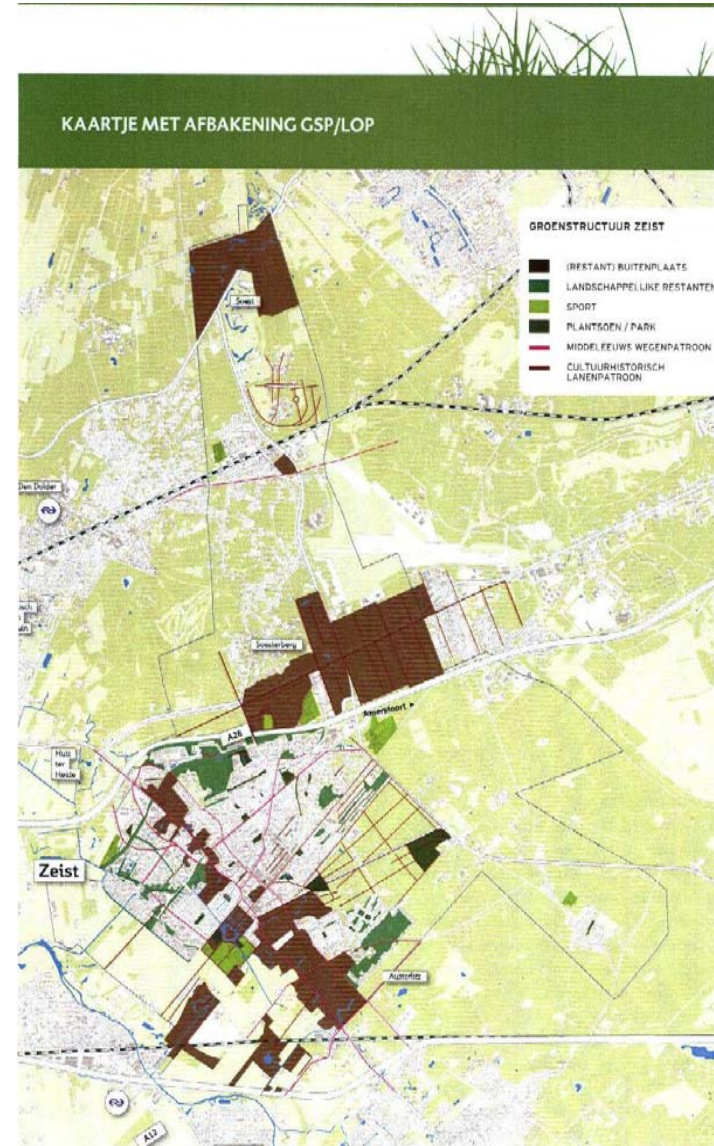 KAARTJE MET AFBAKENING GSP/LOP
GROENSTRUCTUUR ZEIST
(RESTANT) BUITENPLAATS
LANDSCHAPPELIJKE RESTANTEN
SPORT
PLANTSOEN / PARK
MIDDELEEUWS WEGENPATROON
CULTUURHISTORISCH
LANENPATROON
Soest
Den Dolder
Soesterberg
Amersfoort
A28
Huis
ter
Heide
Zeist
Austerlitz
A12